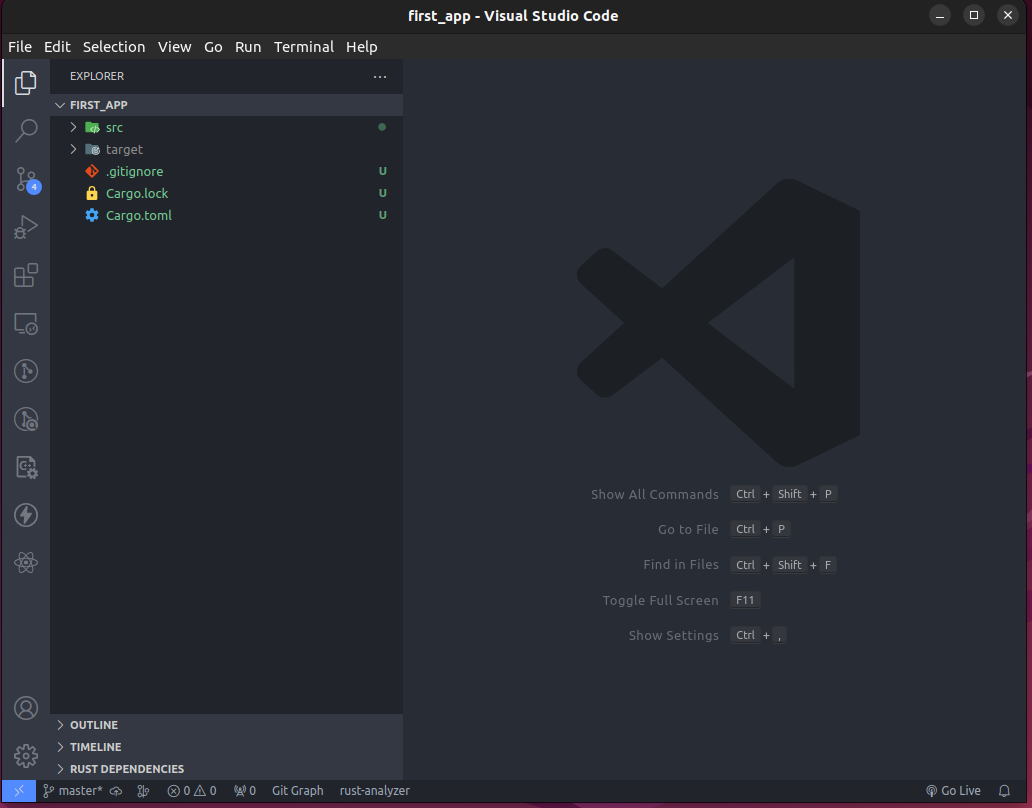 first_app - Visual Studio Code
File Edit Selection View Go Run Terminal Help
EXPLORER
FIRST_APP
src
target
.gitignore U
4
Cargo.lock U
Cargo.toml U
Show All Commands Ctrl + Shift + P
Go to File Ctrl + P
Find in Files Ctrl + Shift + F
Toggle Full Screen F11
Show Settings Ctrl + ,
OUTLINE
TIMELINE
RUST DEPENDENCIES
master* 0 0 0 Git Graph rust-analyzer Go Live